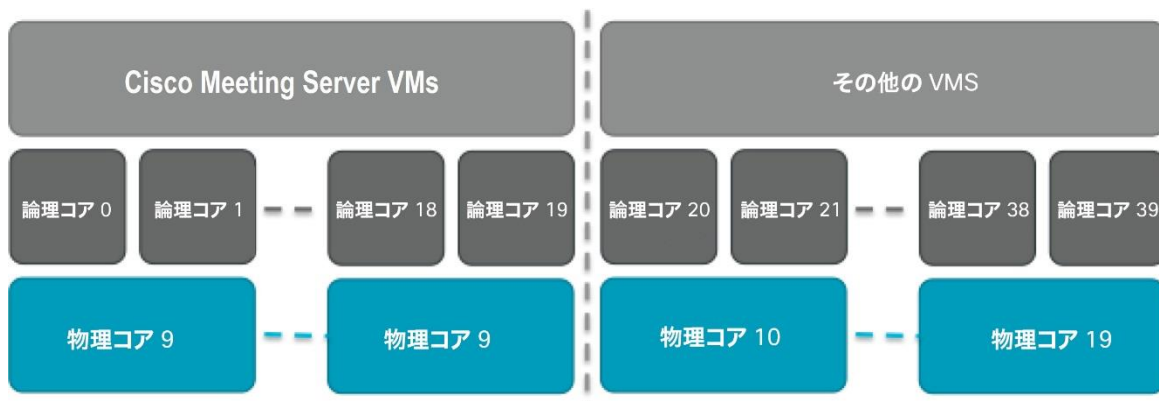 Cisco Meeting Server VMs
その他の VMS
論理コア 0
論理コア 1
論理コア 18
論理コア 19
論理コア 20
論理コア 21
論理コア 38
論理コア 39
物理コア 9
物理コア 9
物理コア 10
物理コア 19